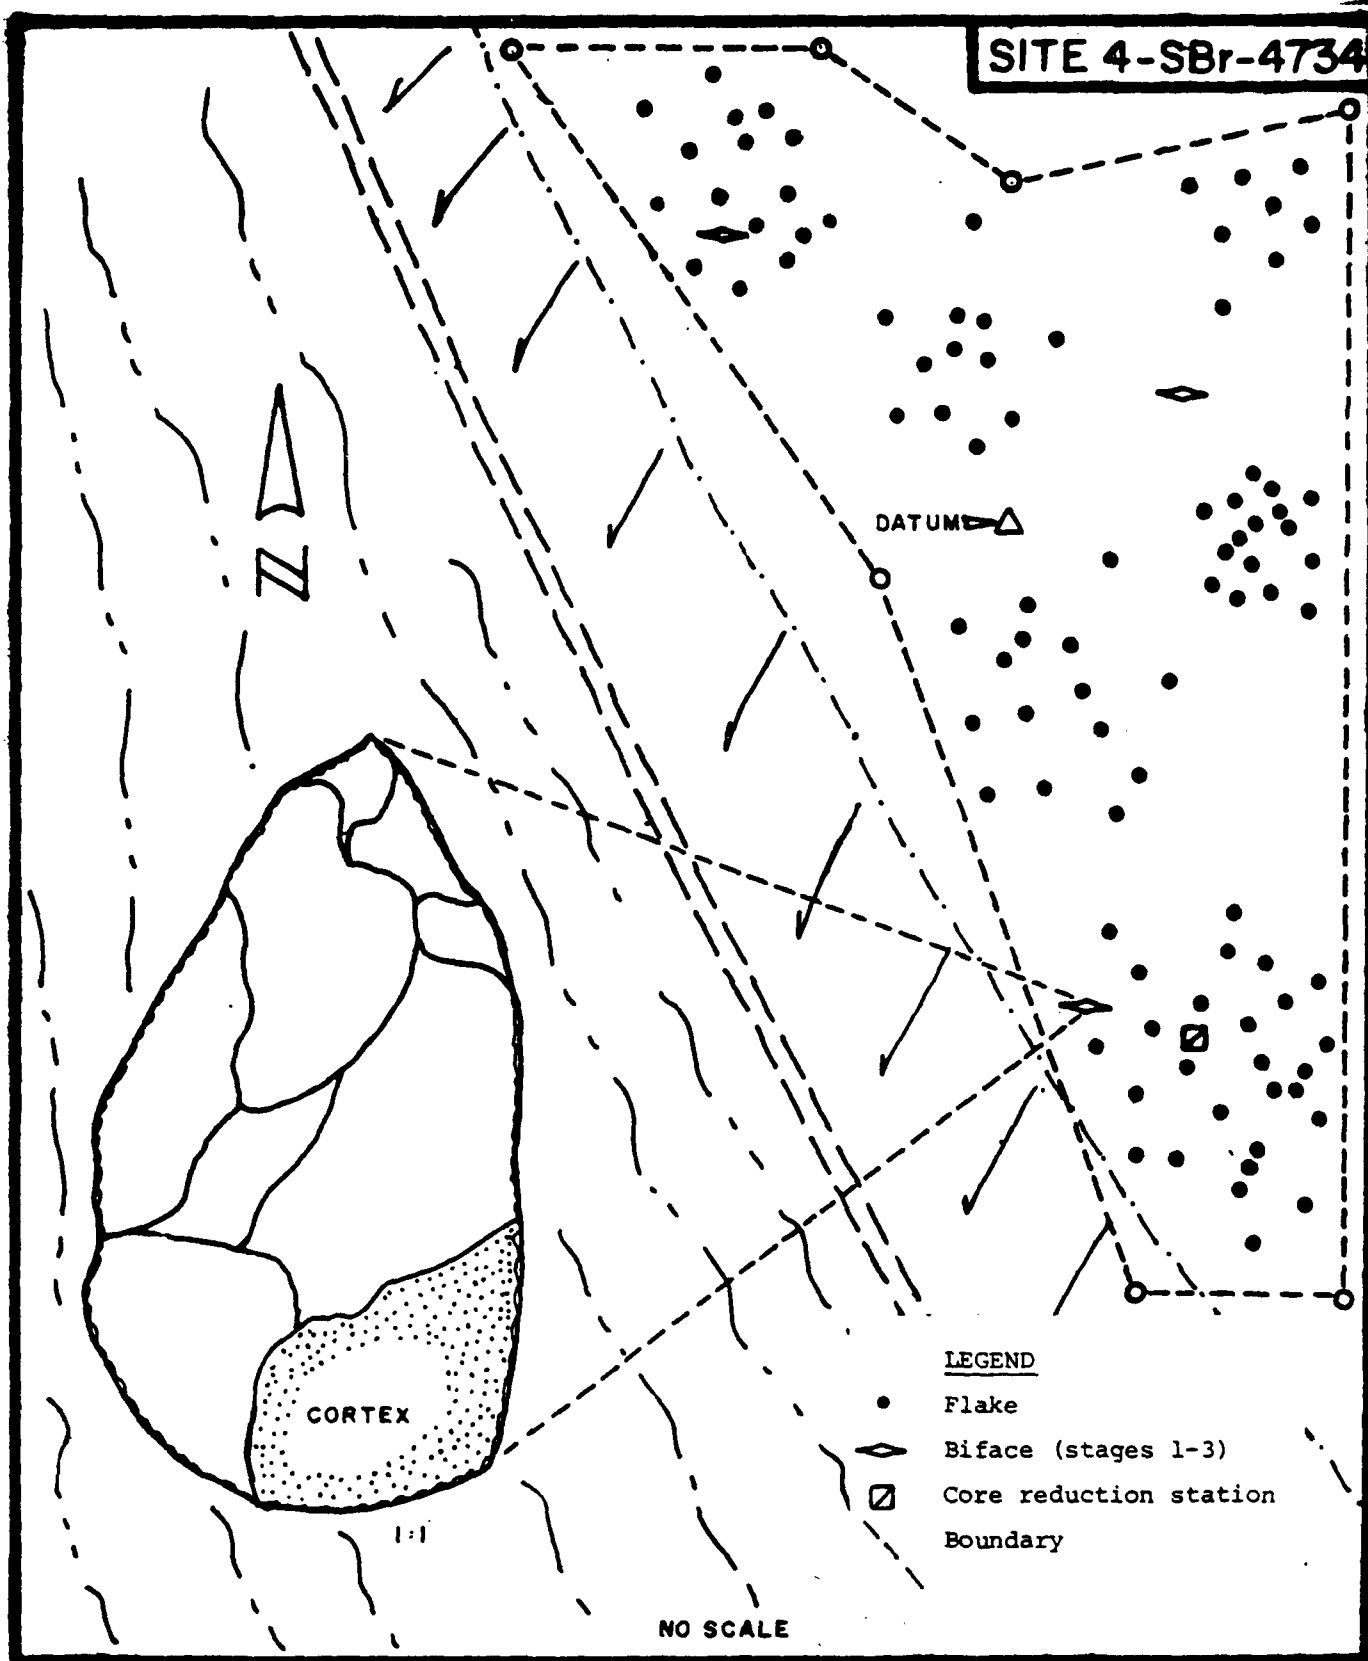 SITE 4-SBr-4734
N
DATUM
CORTEX
1:1
LEGEND
Flake
Biface (stages 1-3)
Core reduction station
Boundary
NO SCALE